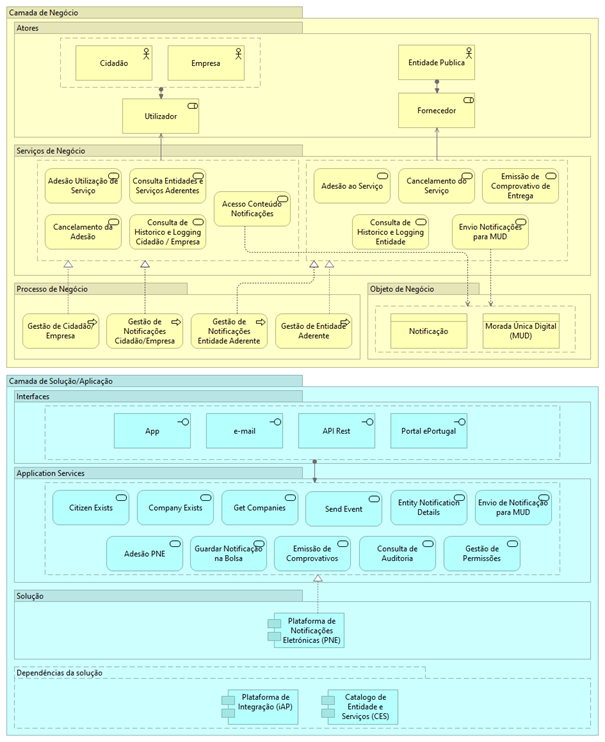 Camada de Negócio
Atores
Cidadão
Empresa
Entidade Publica
Utilizador
Fornecedor
Serviços de Negócio
Adesão Utilização de
Serviço
Consulta Entidades e
Serviços Aderentes
Acesso Conteúdo
Notificações
Cancelamento da
Adesão
Consulta de
Historico e Logging
Cidadão / Empresa
Adesão ao Serviço
Cancelamento do
Serviço
Emissão de
Comprovativo de
Entrega
Consulta de
Historico e Logging
Entidade
Envio Notificações
para MUD
Processo de Negócio
Gestão de Cidadão/
Empresa
Gestão de
Notificações
Cidadão/Empresa
Gestão de
Notificações
Entidade Aderente
Gestão de Entidade
Aderente
Objeto de Negócio
Notificação
Morada Única Digital
(MUD)
Camada de Solução/Aplicação
Interfaces
App
e-mail
API Rest
Portal ePortugal
Application Services
Citizen Exists
Company Exists
Get Companies
Send Event
Entity Notification
Details
Envio de Notificação
para MUD
Adesão PNE
Guardar Notificação
na Bolsa
Emissão de
Comprovativos
Consulta de
Auditoria
Gestão de
Permissões
Solução
Plataforma de
Notificações
Eletrónicas (PNE)
Dependências da solução
Plataforma de
Integração (iAP)
Catalogo de
Entidade e
Serviços (CES)